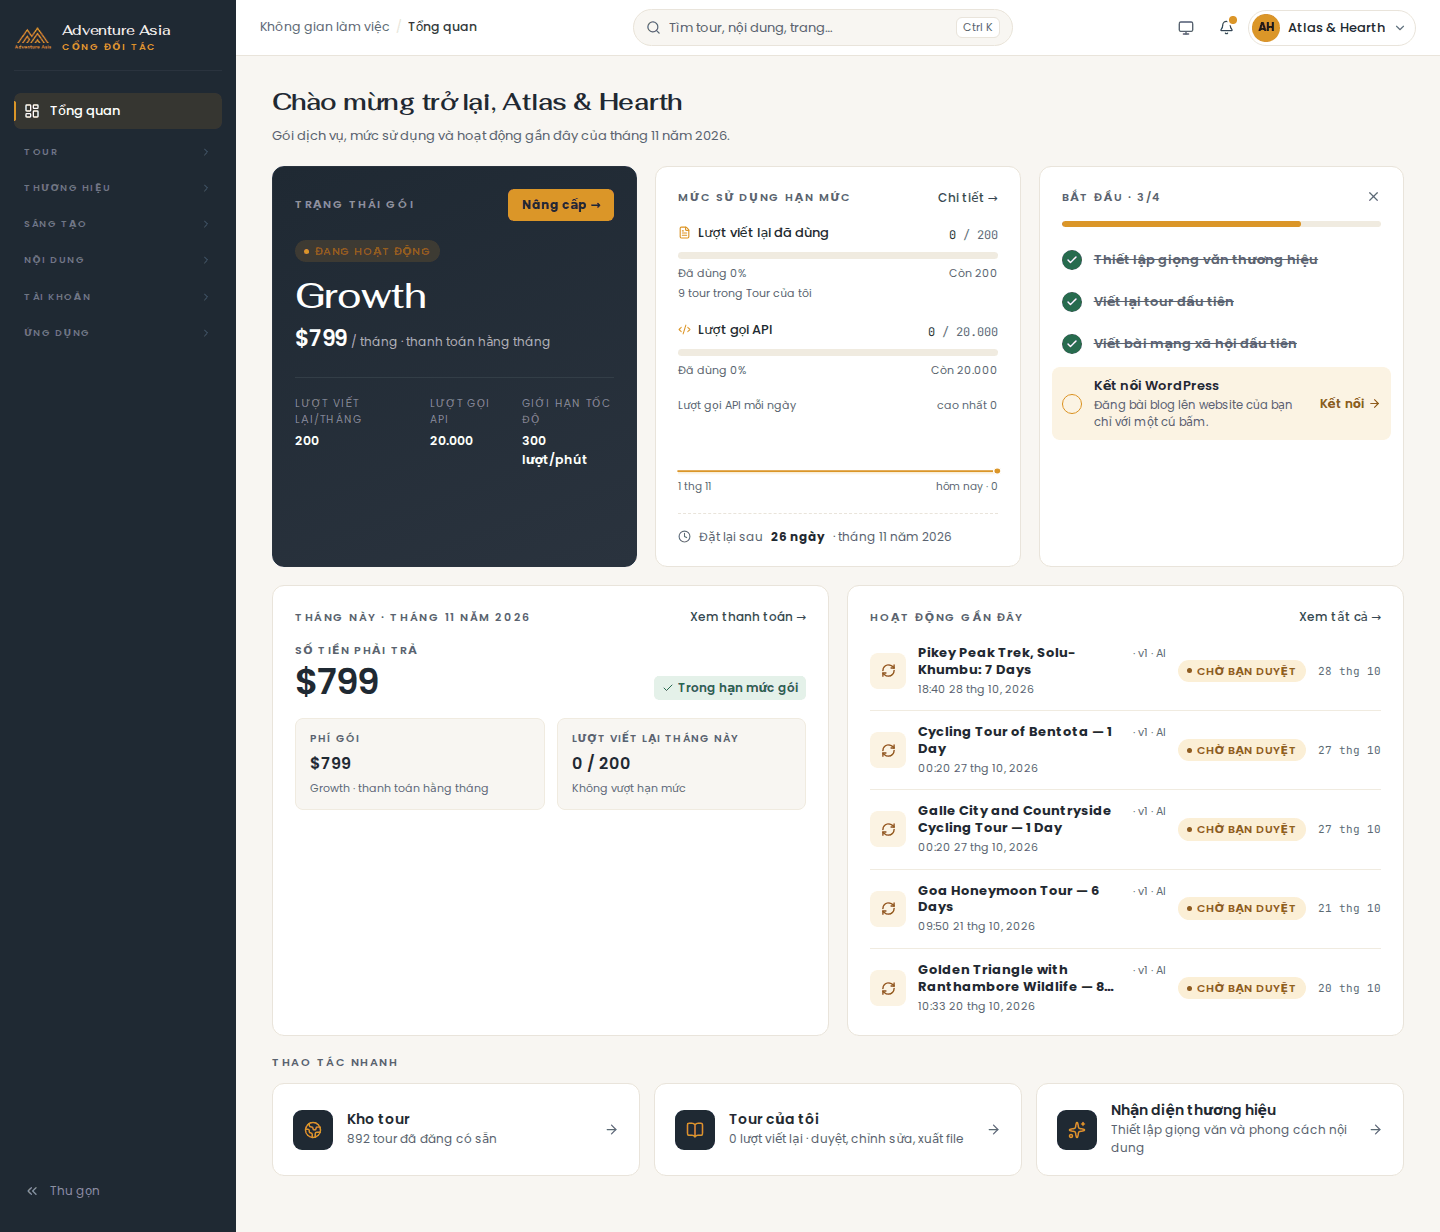 Adventure Asia
CỔNG ĐỐI TÁC
Adventure Asia
Không gian làm việc / Tổng quan
Tìm tour, nội dung, trang...
Ctrl K
AH
Atlas & Hearth
Tổng quan
TOUR
THƯƠNG HIỆU
SÁNG TẠO
NỘI DUNG
TÀI KHOẢN
ỨNG DỤNG
Thu gọn
Chào mừng trở lại, Atlas & Hearth
Gói dịch vụ, mức sử dụng và hoạt động gần đây của tháng 11 năm 2026.
TRẠNG THÁI GÓI
Nâng cấp →
ĐANG HOẠT ĐỘNG
Growth
$799 / tháng · thanh toán hằng tháng
LƯỢT VIẾT LẠI/THÁNG
200
LƯỢT GỌI API
20.000
GIỚI HẠN TỐC ĐỘ
300 lượt/phút
MỨC SỬ DỤNG HẠN MỨC
Chi tiết →
Lượt viết lại đã dùng
0 / 200
Đã dùng 0%
Còn 200
9 tour trong Tour của tôi
Lượt gọi API
0 / 20.000
Đã dùng 0%
Còn 20.000
Lượt gọi API mỗi ngày
cao nhất 0
1 thg 11
hôm nay · 0
Đặt lại sau 26 ngày · tháng 11 năm 2026
BẮT ĐẦU · 3/4
Thiết lập giọng văn thương hiệu
Viết lại tour đầu tiên
Viết bài mạng xã hội đầu tiên
Kết nối WordPress
Đăng bài blog lên website của bạn
chỉ với một cú bấm.
Kết nối →
THÁNG NÀY · THÁNG 11 NĂM 2026
Xem thanh toán →
SỐ TIỀN PHẢI TRẢ
$799
Trong hạn mức gói
PHÍ GÓI
$799
Growth · thanh toán hằng tháng
LƯỢT VIẾT LẠI THÁNG NÀY
0 / 200
Không vượt hạn mức
HOẠT ĐỘNG GẦN ĐÂY
Xem tất cả →
Pikey Peak Trek, Solu-
Khumbu: 7 Days
· v1 · AI
18:40 28 thg 10, 2026
CHỜ BẠN DUYỆT
28 thg 10
Cycling Tour of Bentota — 1
Day
· v1 · AI
00:20 27 thg 10, 2026
CHỜ BẠN DUYỆT
27 thg 10
Galle City and Countryside
Cycling Tour — 1 Day
· v1 · AI
00:20 27 thg 10, 2026
CHỜ BẠN DUYỆT
27 thg 10
Goa Honeymoon Tour — 6
Days
· v1 · AI
09:50 21 thg 10, 2026
CHỜ BẠN DUYỆT
21 thg 10
Golden Triangle with
Ranthambore Wildlife — 8...
· v1 · AI
10:33 20 thg 10, 2026
CHỜ BẠN DUYỆT
20 thg 10
THAO TÁC NHANH
Kho tour
892 tour đã đăng có sẵn
Tour của tôi
0 lượt viết lại · duyệt, chỉnh sửa, xuất file
Nhận diện thương hiệu
Thiết lập giọng văn và phong cách nội
dung